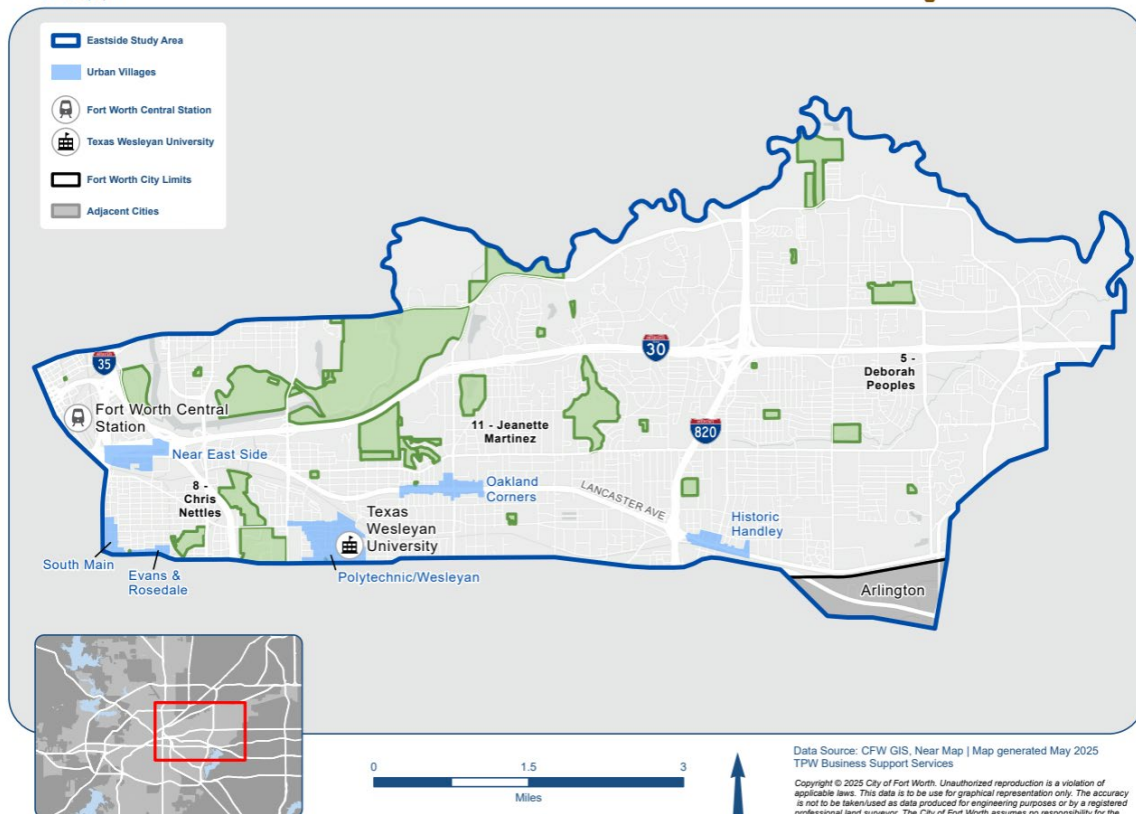 Eastside Study Area
Urban Villages
Fort Worth Central Station
Texas Wesleyan University
Fort Worth City Limits
Adjacent Cities
35
30
820
5 -
Deborah
Peoples
Fort Worth Central
Station
11 - Jeanette
Martinez
Near East Side
8 -
Chris
Nettles
Oakland
Corners
LANCASTER AVE
Texas
Wesleyan
University
Historic
Handley
South Main
Evans &
Rosedale
Polytechnic/Wesleyan
Arlington
0
1.5
3
Miles
Data Source: CFW GIS, Near Map | Map generated May 2025
TPW Business Support Services
Copyright © 2025 City of Fort Worth. Unauthorized reproduction is a violation of
applicable laws. This data is to be use for graphical representation only. The accuracy
is not to be taken/used as data produced for engineering purposes or by a registered
professional land surveyor. The City of Fort Worth assumes no responsibility for the